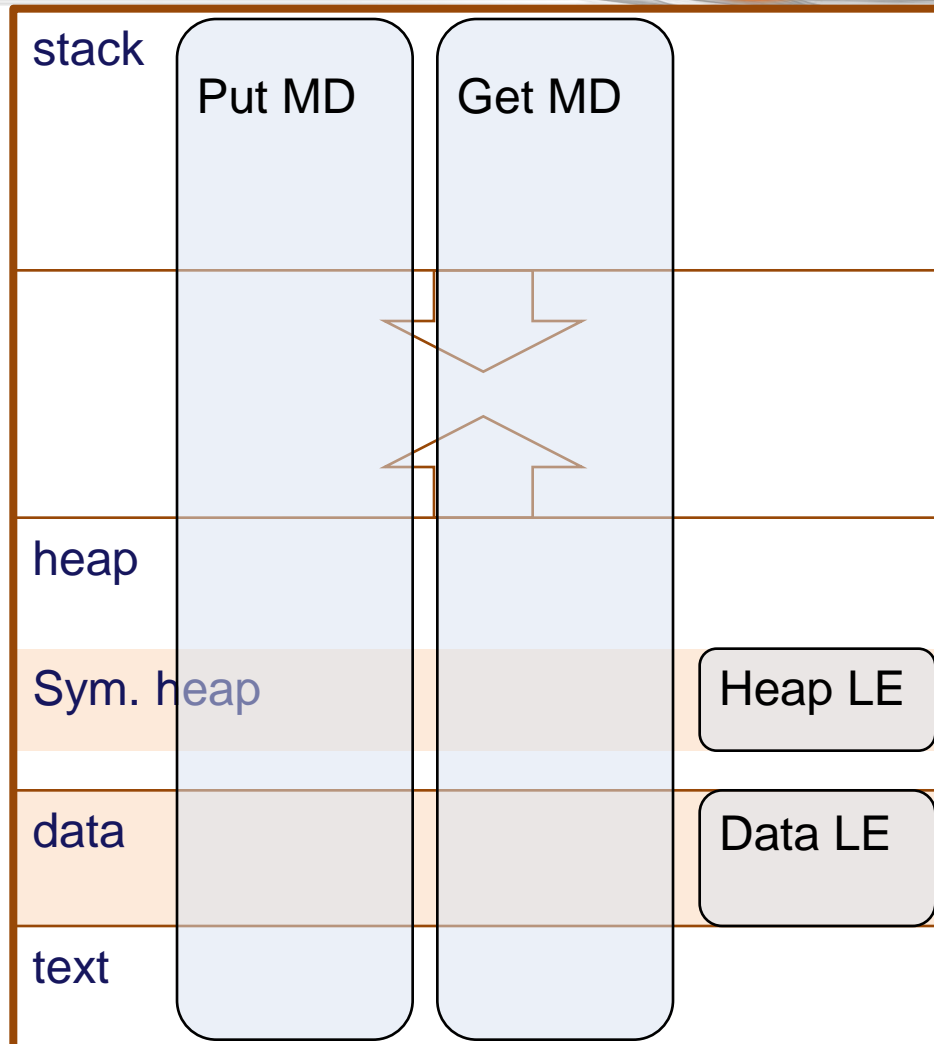 stack
Put MD
Get MD
heap
Sym. heap
Heap LE
data
Data LE
text